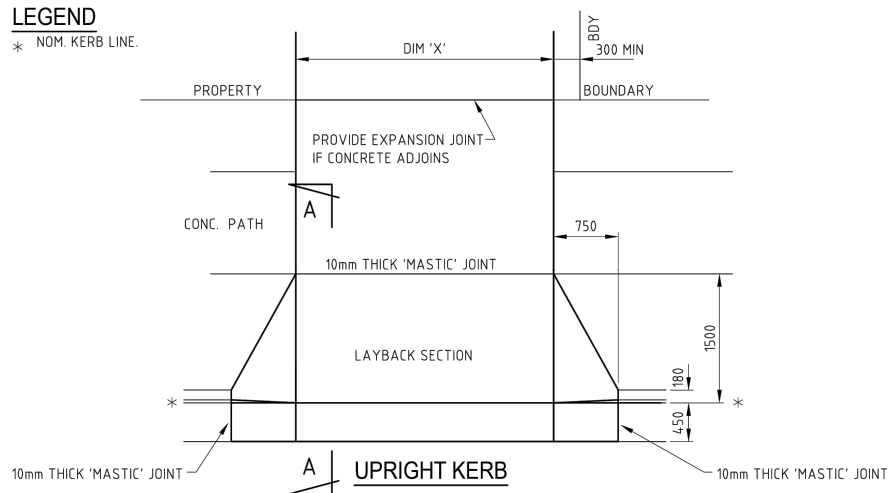 LEGEND
* NOM. KERB LINE.
DIM 'X'
BDY
300 MIN
PROPERTY
BOUNDARY
PROVIDE EXPANSION JOINT
IF CONCRETE ADJOINS
A
CONC. PATH
750
10mm THICK 'MASTIC' JOINT
1500
LAYBACK SECTION
180
*
*
450
10mm THICK 'MASTIC' JOINT
A
UPRIGHT KERB
10mm THICK 'MASTIC' JOINT